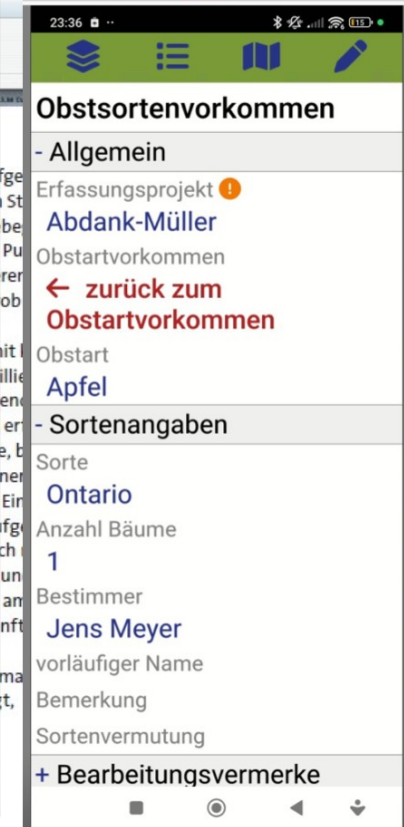 23:36
Obstsortenvorkommen
- Allgemein
Erfassungsprojekt
Abdank-Müller
Obstartvorkommen
← zurück zum
Obstartvorkommen
Obstart
Apfel
- Sortenangaben
Sorte
Ontario
Anzahl Bäume
1
Bestimmer
Jens Meyer
vorläufiger Name
Bemerkung
Sortenvermutung
+ Bearbeitungsvermerke